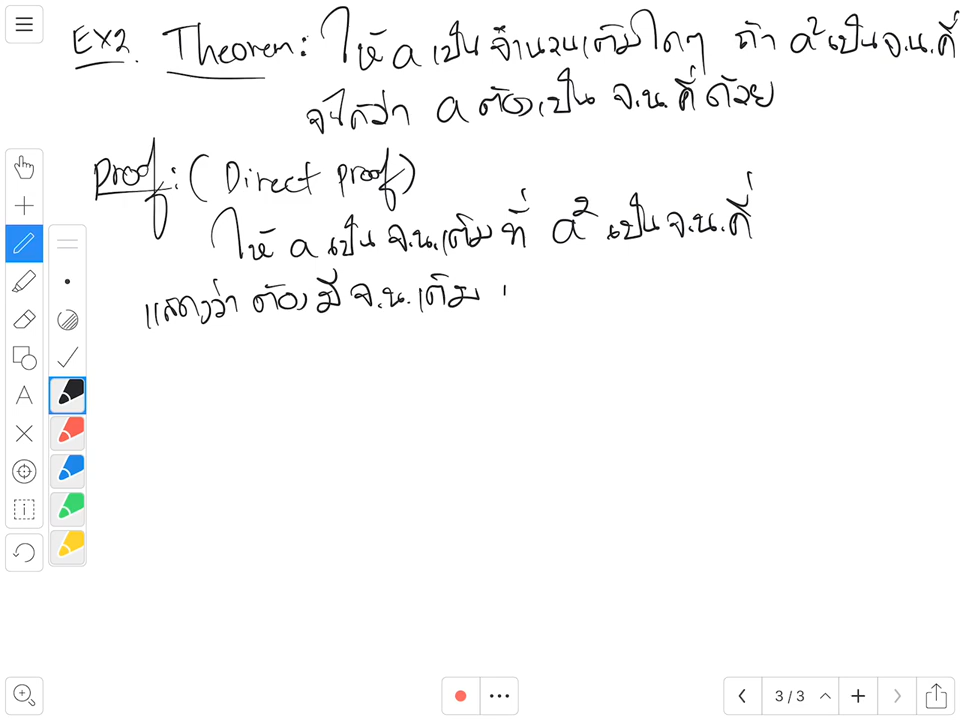 EX2. Theorem: ให้ a เป็นจำนวนเต็มใดๆ ถ้า a² เป็นจ.น.คี่
จะได้ว่า a ต้องเป็น จ.น.คี่ด้วย
Proof: (Direct proof)
ให้ a เป็น จ.น.เต็มที่ a² เป็นจ.น.คี่
แสดงว่า ต้องมี จ.น.เต็ม
3 / 3